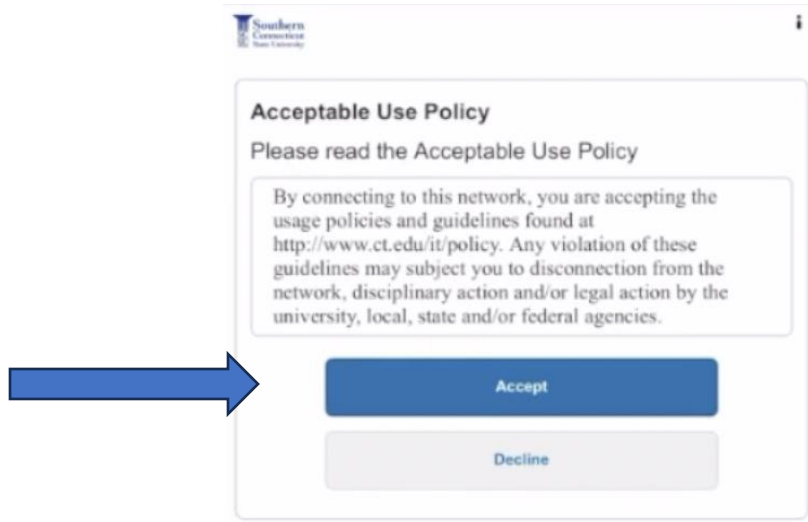 Southern
Connecticut
State University
i
Acceptable Use Policy
Please read the Acceptable Use Policy
By connecting to this network, you are accepting the
usage policies and guidelines found at
http://www.ct.edu/it/policy. Any violation of these
guidelines may subject you to disconnection from the
network, disciplinary action and/or legal action by the
university, local, state and/or federal agencies.
Accept
Decline